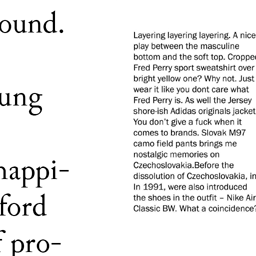 ound.
ung
happi-
ford
f pro-
Layering layering layering. A nice
play between the masculine
bottom and the soft top. Cropped
Fred Perry sport sweatshirt over
bright yellow one? Why not. Just
wear it like you dont care what
Fred Perry is. As well the Jersey
shore-ish Adidas originals jacket
You don't give a fuck when it
comes to brands. Slovak M97
camo field pants brings me
nostalgic memories on
Czechoslovakia.Before the
dissolution of Czechoslovakia, in
In 1991, were also introduced
the shoes in the outfit – Nike Air
Classic BW. What a coincidence?